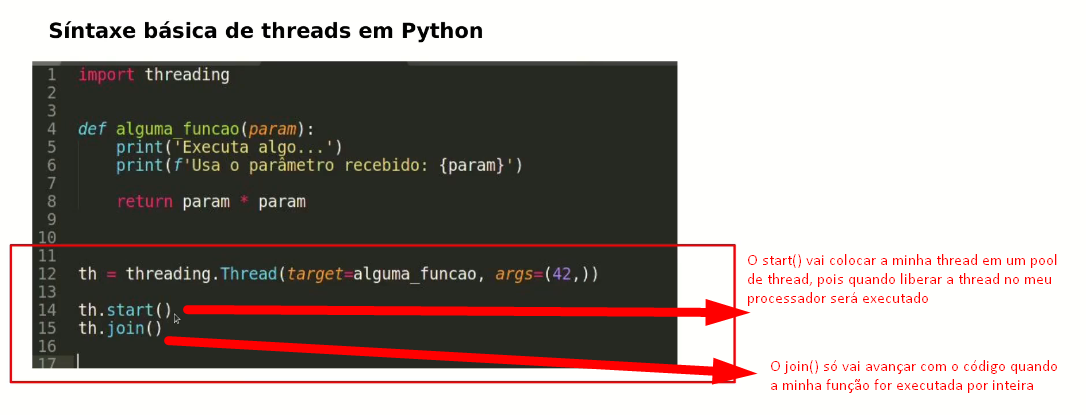 Síntaxe básica de threads em Python
1 import threading
2
3
4 def alguma_funcao(param):
5 print('Executa algo...')
6 print(f'Usa o parâmetro recebido: {param}')
7
8 return param * param
9
10
11
12 th = threading.Thread(target=alguma_funcao, args=(42,))
13
14 th.start()
15 th.join()
16
17
O start() vai colocar a minha thread em um pool
de thread, pois quando liberar a thread no meu
processador será executado
O join() só vai avançar com o código quando
a minha função for executada por inteira